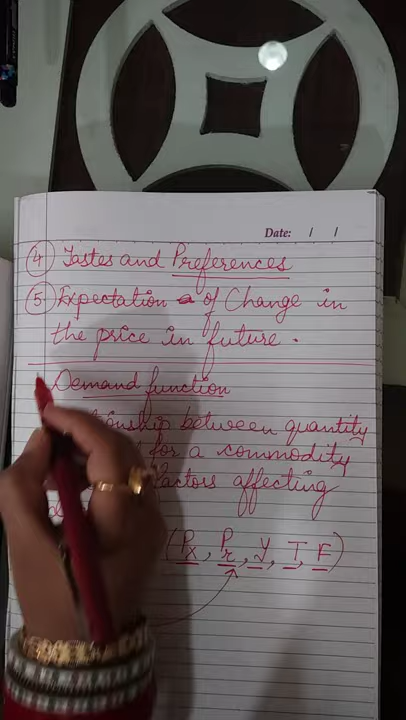 Date: / /
④ Tastes and Preferences
⑤ Expectation of Change in
the price in future.
Demand function
between quantity
for a commodity
factors affecting
(Px, Pr, Y, T, F)